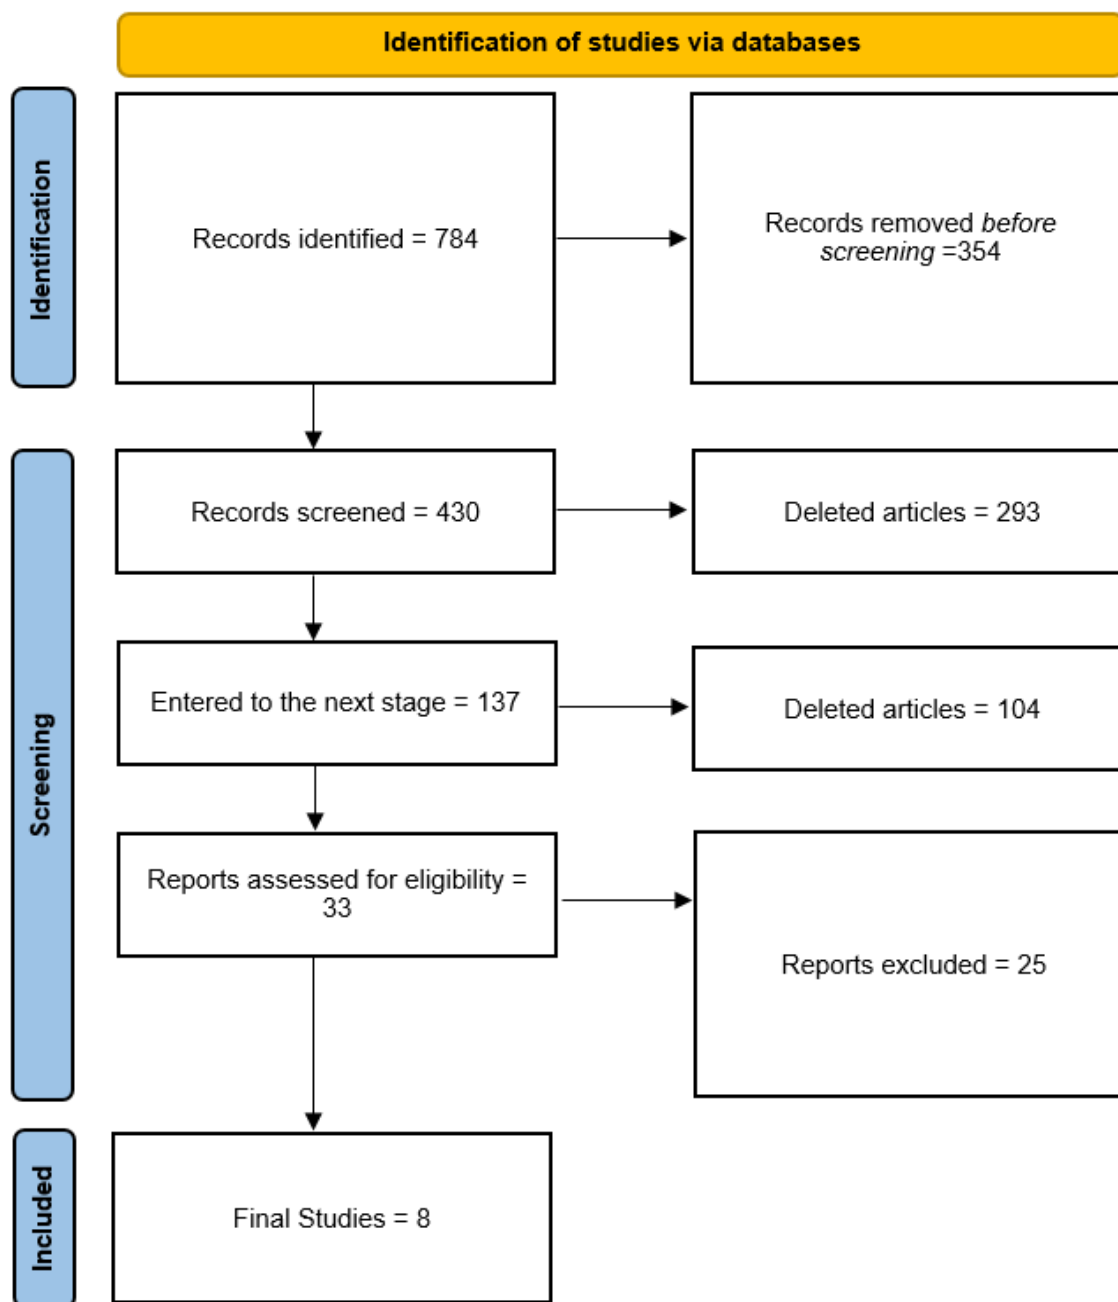 Identification of studies via databases
Identification
Records identified = 784
Records removed before
screening =354
Screening
Records screened = 430
Deleted articles = 293
Entered to the next stage = 137
Deleted articles = 104
Reports assessed for eligibility =
33
Reports excluded = 25
Included
Final Studies = 8